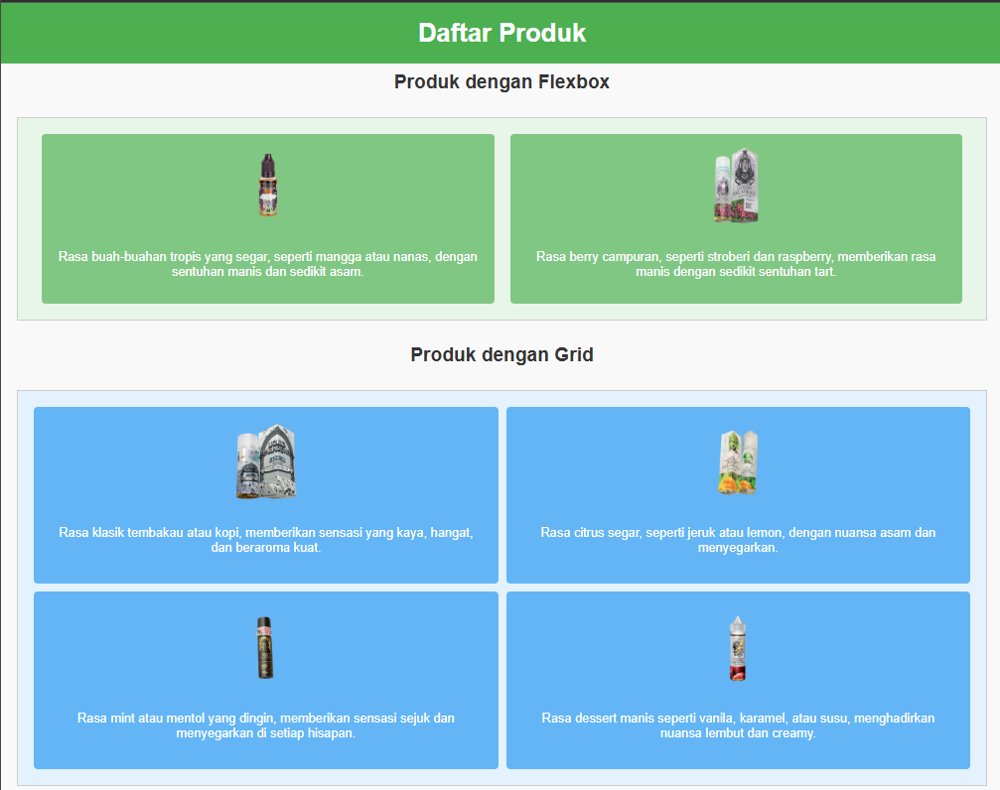 Daftar Produk
Produk dengan Flexbox
Rasa buah-buahan tropis yang segar, seperti mangga atau nanas, dengan
sentuhan manis dan sedikit asam.
Rasa berry campuran, seperti stroberi dan raspberry, memberikan rasa
manis dengan sedikit sentuhan tart.
Produk dengan Grid
Rasa klasik tembakau atau kopi, memberikan sensasi yang kaya, hangat,
dan beraroma kuat.
Rasa citrus segar, seperti jeruk atau lemon, dengan nuansa asam dan
menyegarkan.
Rasa mint atau mentol yang dingin, memberikan sensasi sejuk dan
menyegarkan di setiap hisapan.
Rasa dessert manis seperti vanila, karamel, atau susu, menghadirkan
nuansa lembut dan creamy.